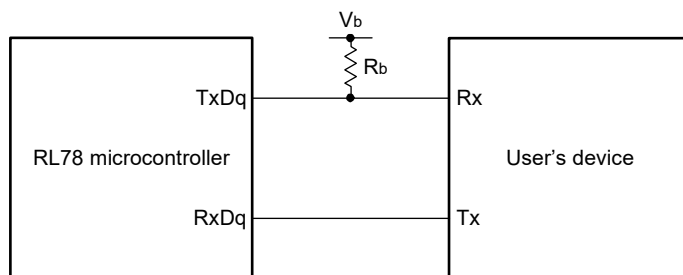 Vb
Rb
TxDq
Rx
RL78 microcontroller
User's device
RxDq
Tx